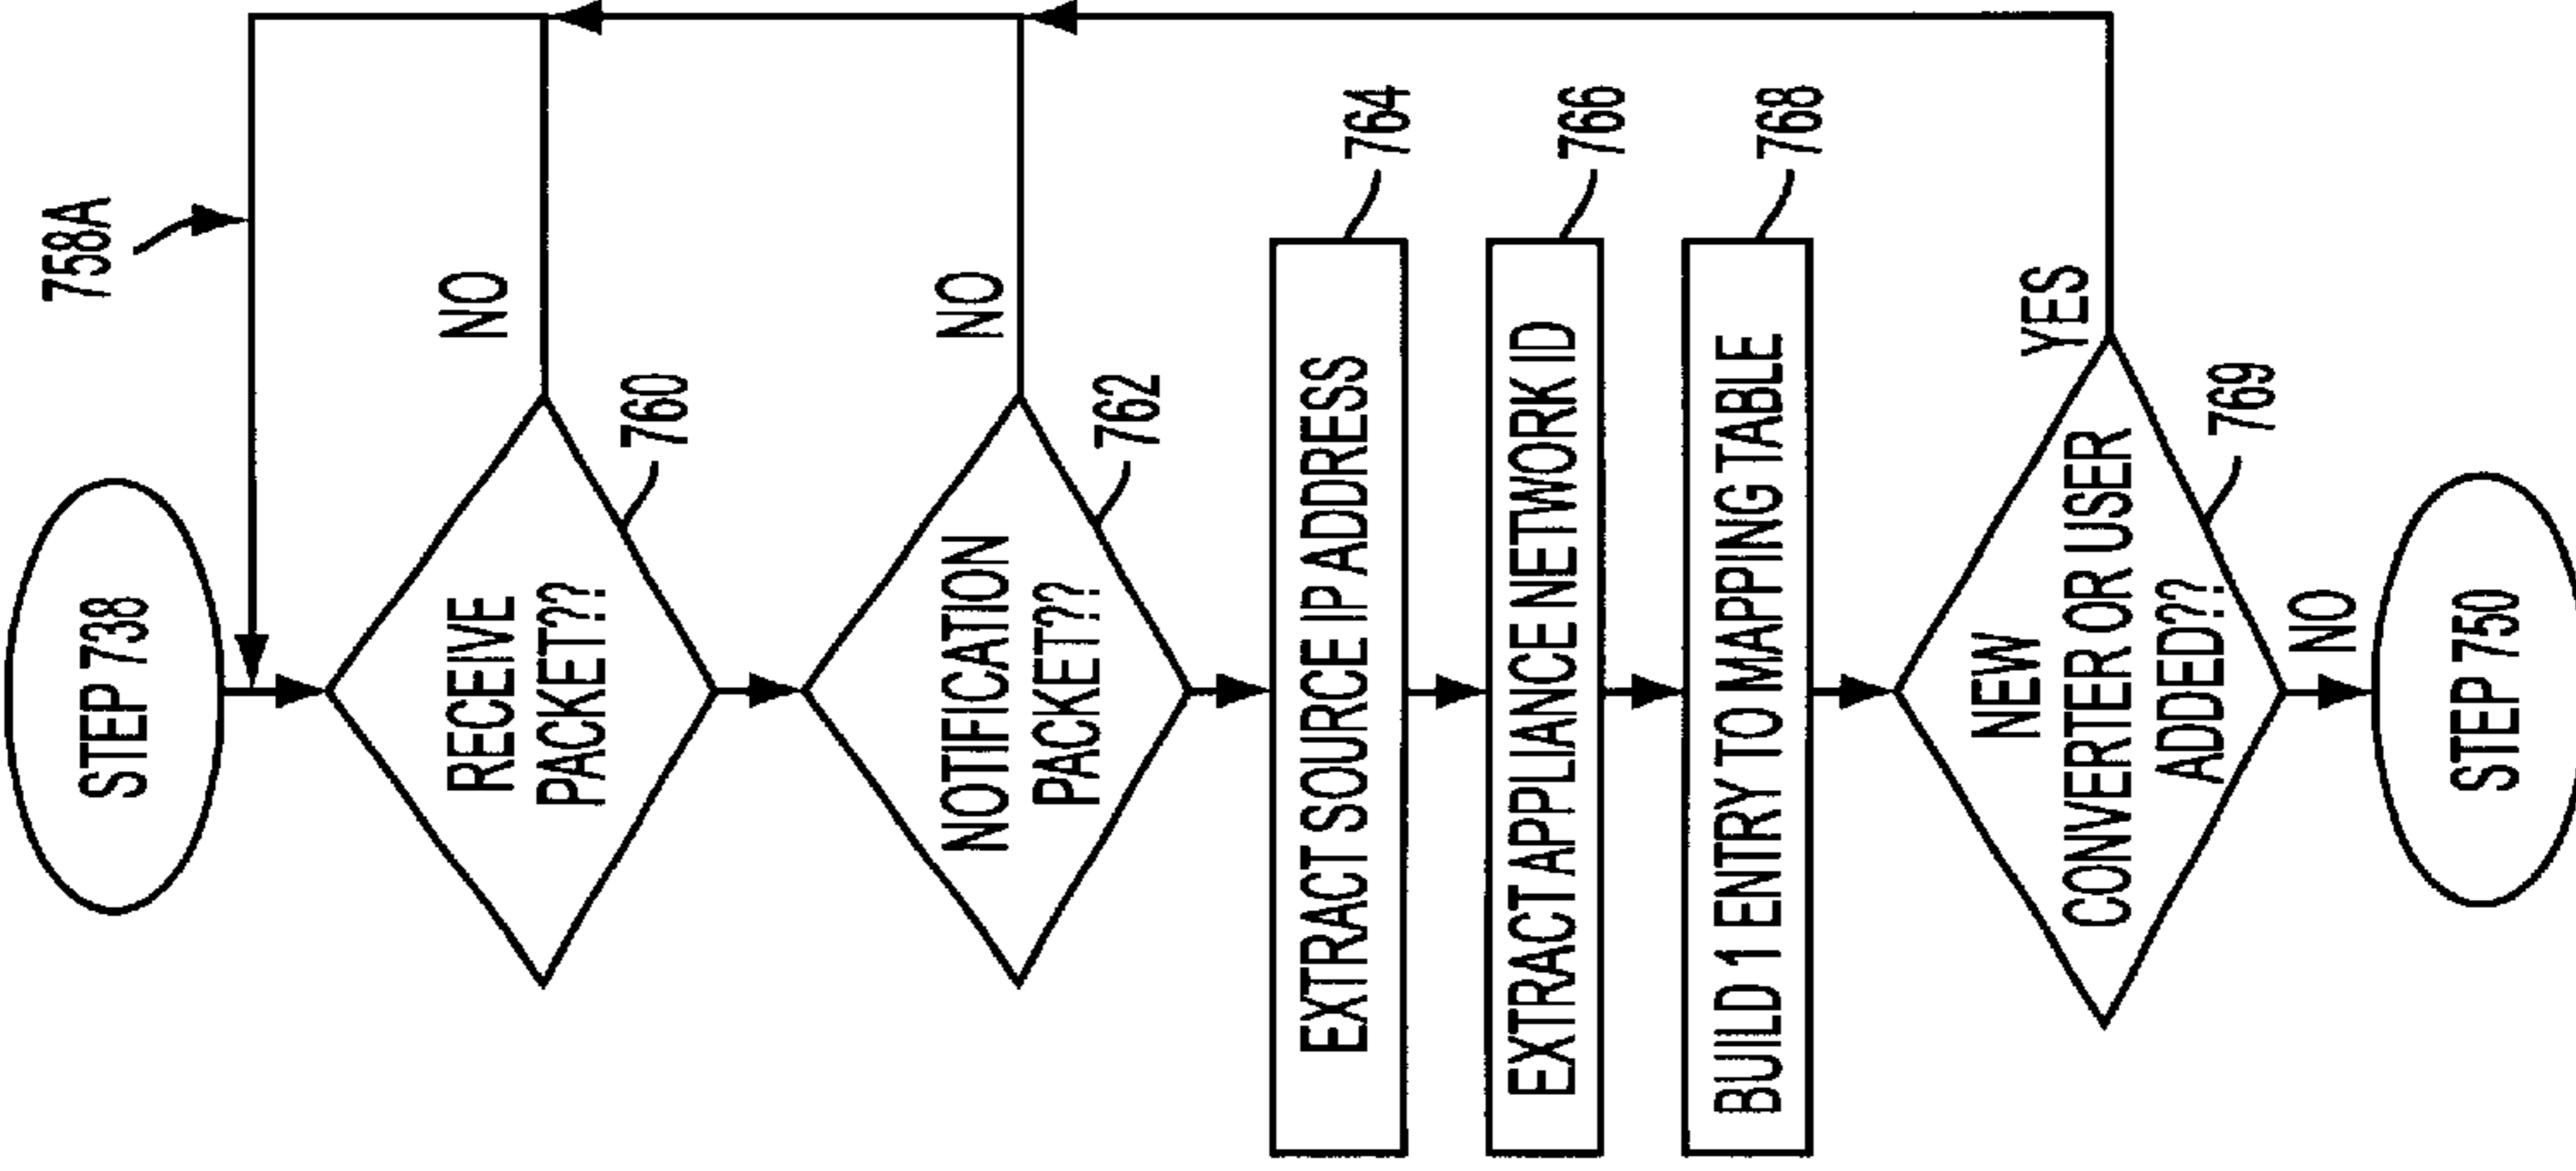 STEP 738
758A
RECEIVE
PACKET??
NO
760
NOTIFICATION
PACKET??
NO
762
EXTRACT SOURCE IP ADDRESS
764
EXTRACT APPLIANCE NETWORK ID
766
BUILD 1 ENTRY TO MAPPING TABLE
768
NEW
CONVERTER OR USER
ADDED??
YES
769
NO
STEP 750